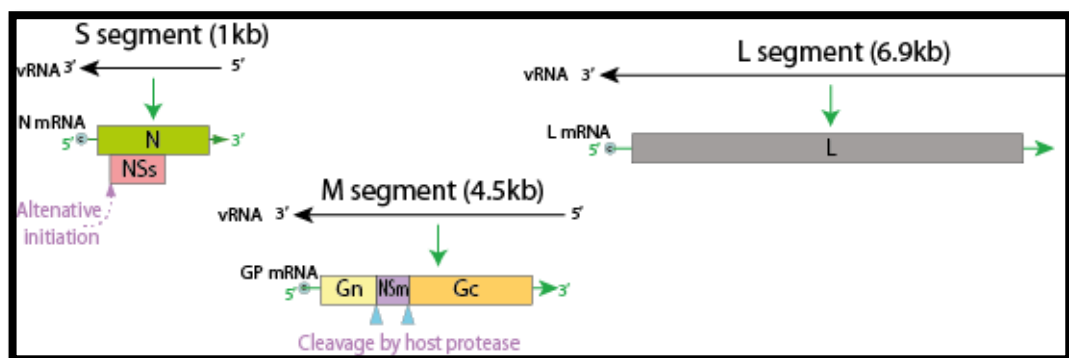 S segment (1kb)
vRNA 3′ 5′
N mRNA
5′ c N 3′
NSs
Altenative
initiation
M segment (4.5kb)
vRNA 3′ 5′
GP mRNA
5′ c Gn NSm Gc 3′
Cleavage by host protease
L segment (6.9kb)
vRNA 3′
L mRNA
5′ c L